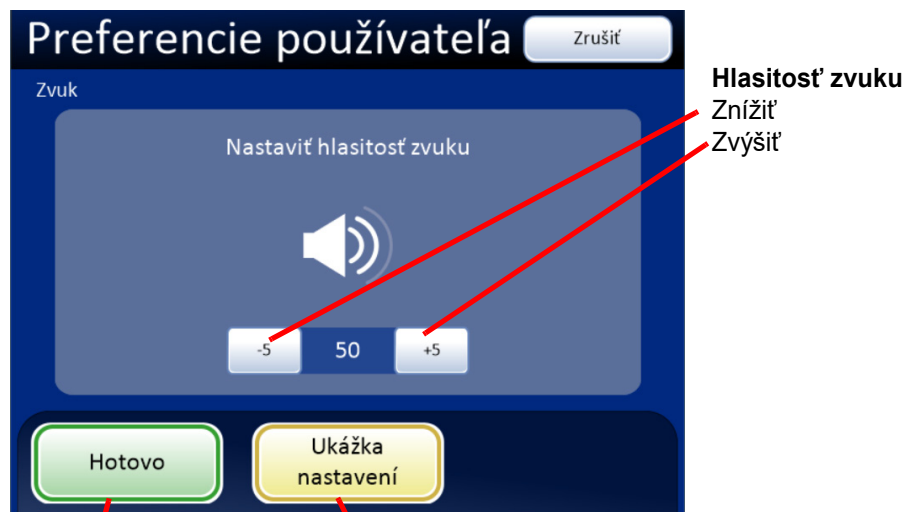 Preferencie používateľa
Zrušiť
Zvuk
Nastaviť hlasitosť zvuku
-5
50
+5
Hotovo
Ukážka
nastavení
Hlasitosť zvuku
Znížiť
Zvýšiť